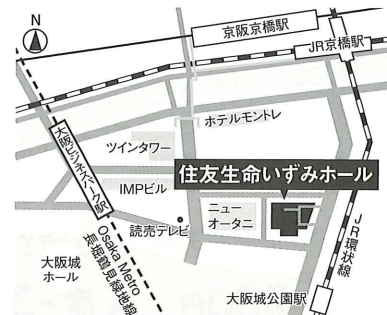 N
京阪京橋駅
JR京橋駅
ホテルモントレ
ツインタワー
大阪ビジネスパーク駅
住友生命いずみホール
IMPビル
ニュー
オータニ
読売テレビ
Osaka Metro
長堀鶴見緑地線
JR環状線
大阪城
ホール
大阪城公園駅